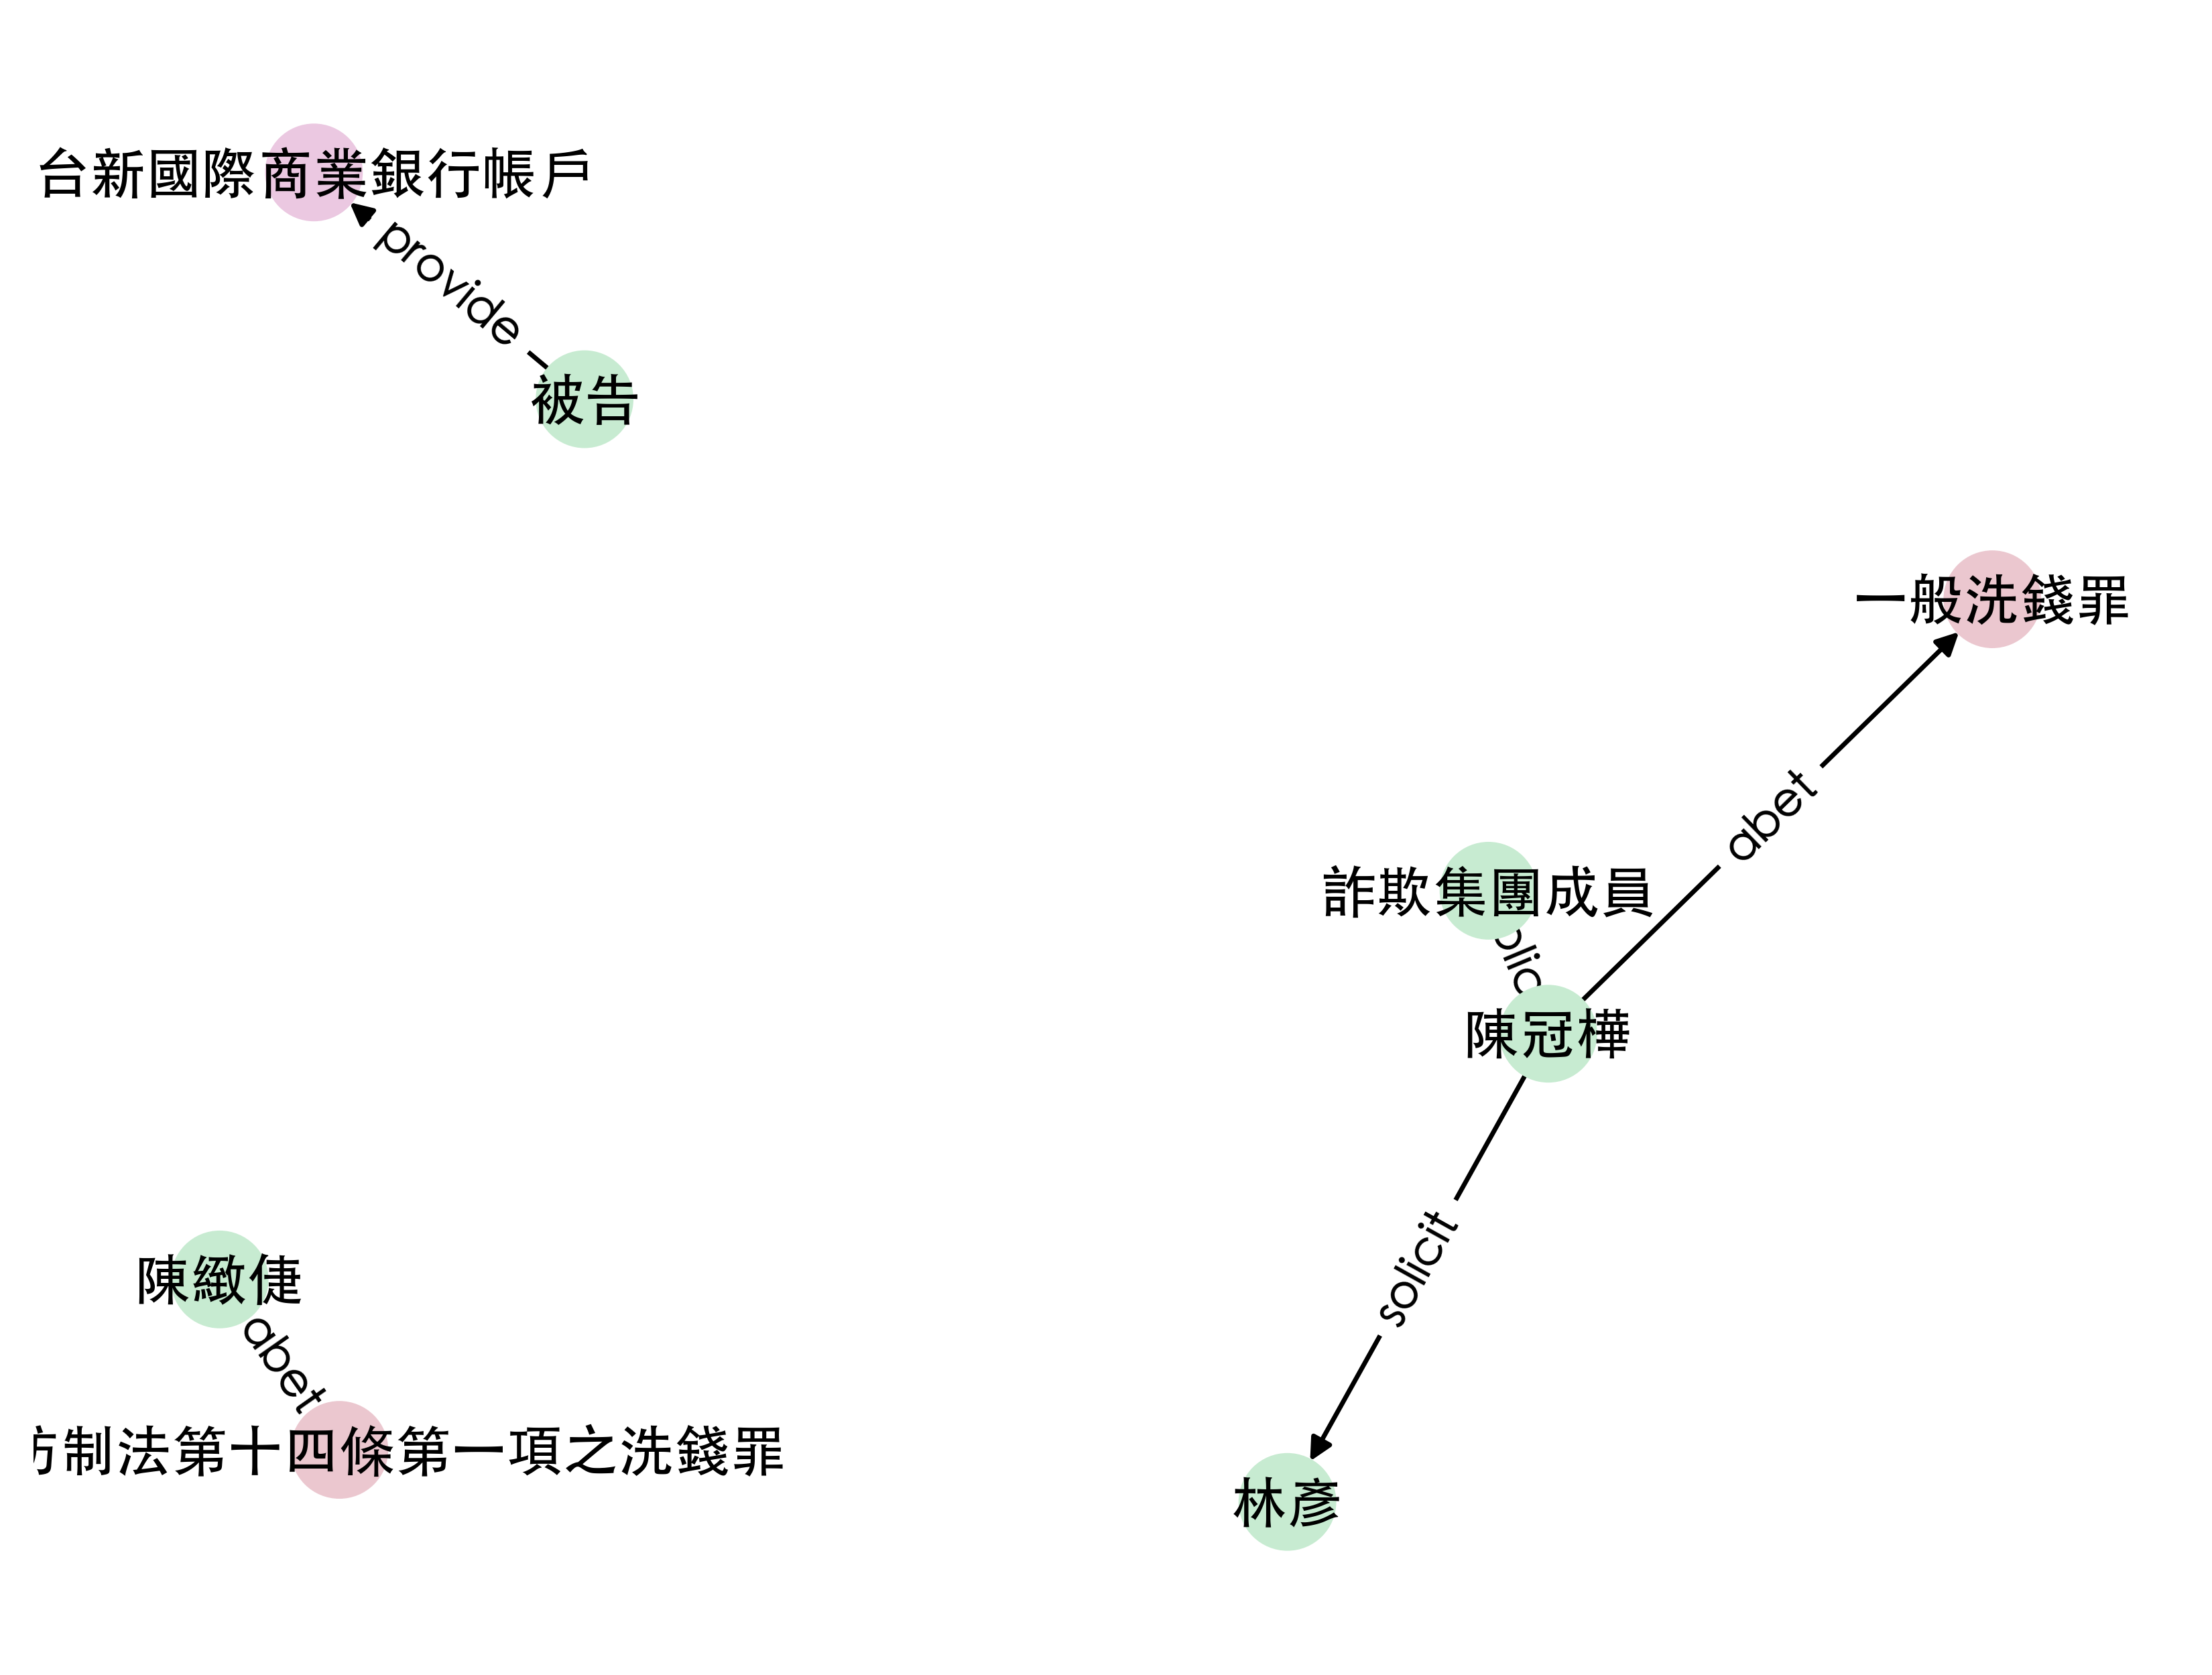 台新國際商業銀行帳戶
provide
被告
一般洗錢罪
abet
詐欺集團成員
olic
陳冠樺
solicit
陳緻倢
abet
制法第十四條第一項之洗錢罪
林彥